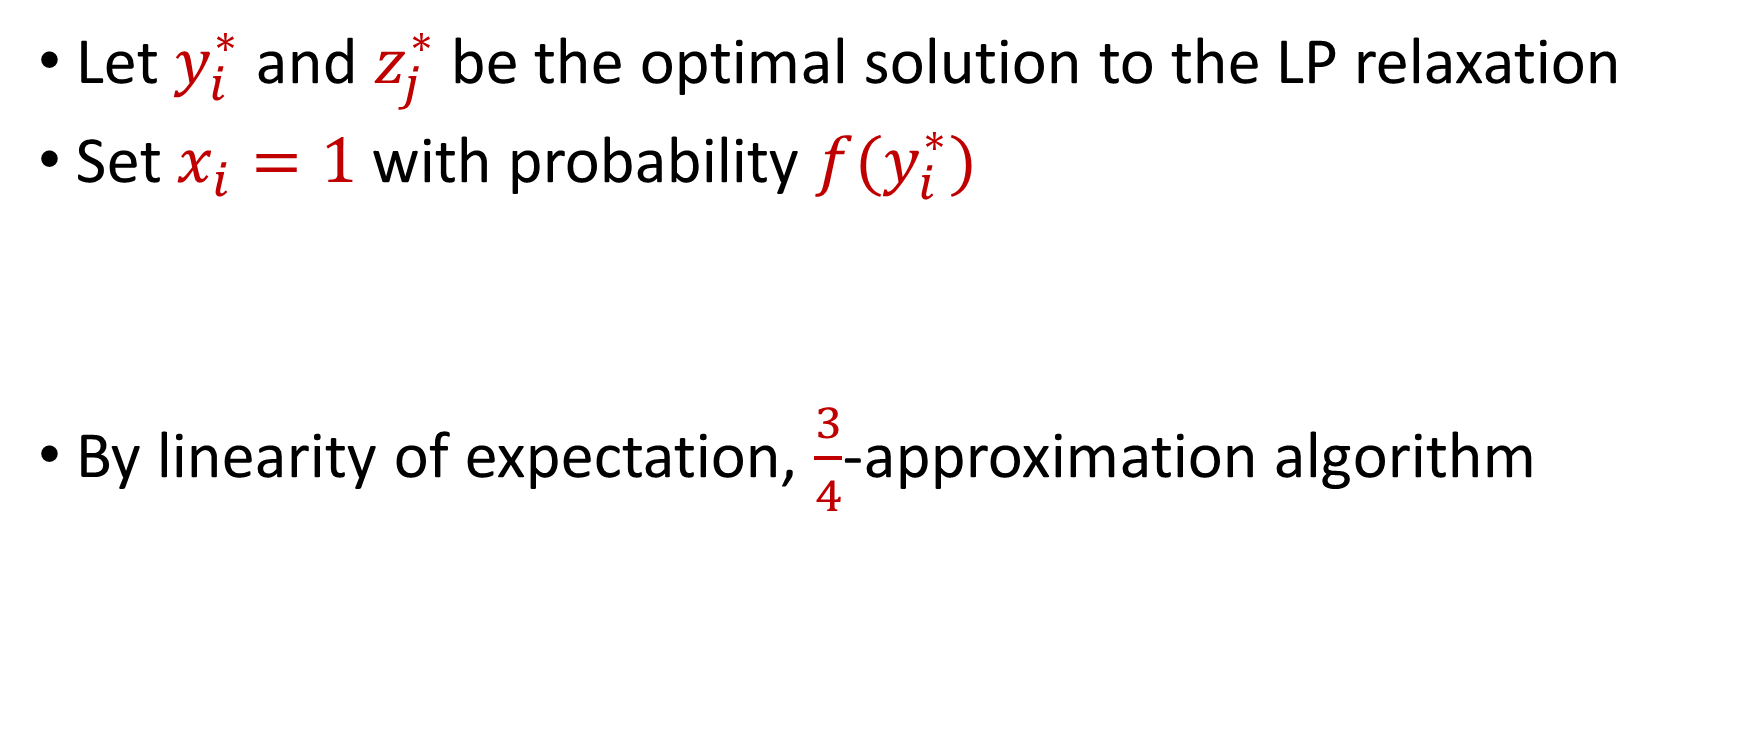 • Let $y_i^*$ and $z_j^*$ be the optimal solution to the LP relaxation
• Set $x_i = 1$ with probability $f(y_i^*)$
• By linearity of expectation, $\frac{3}{4}$-approximation algorithm